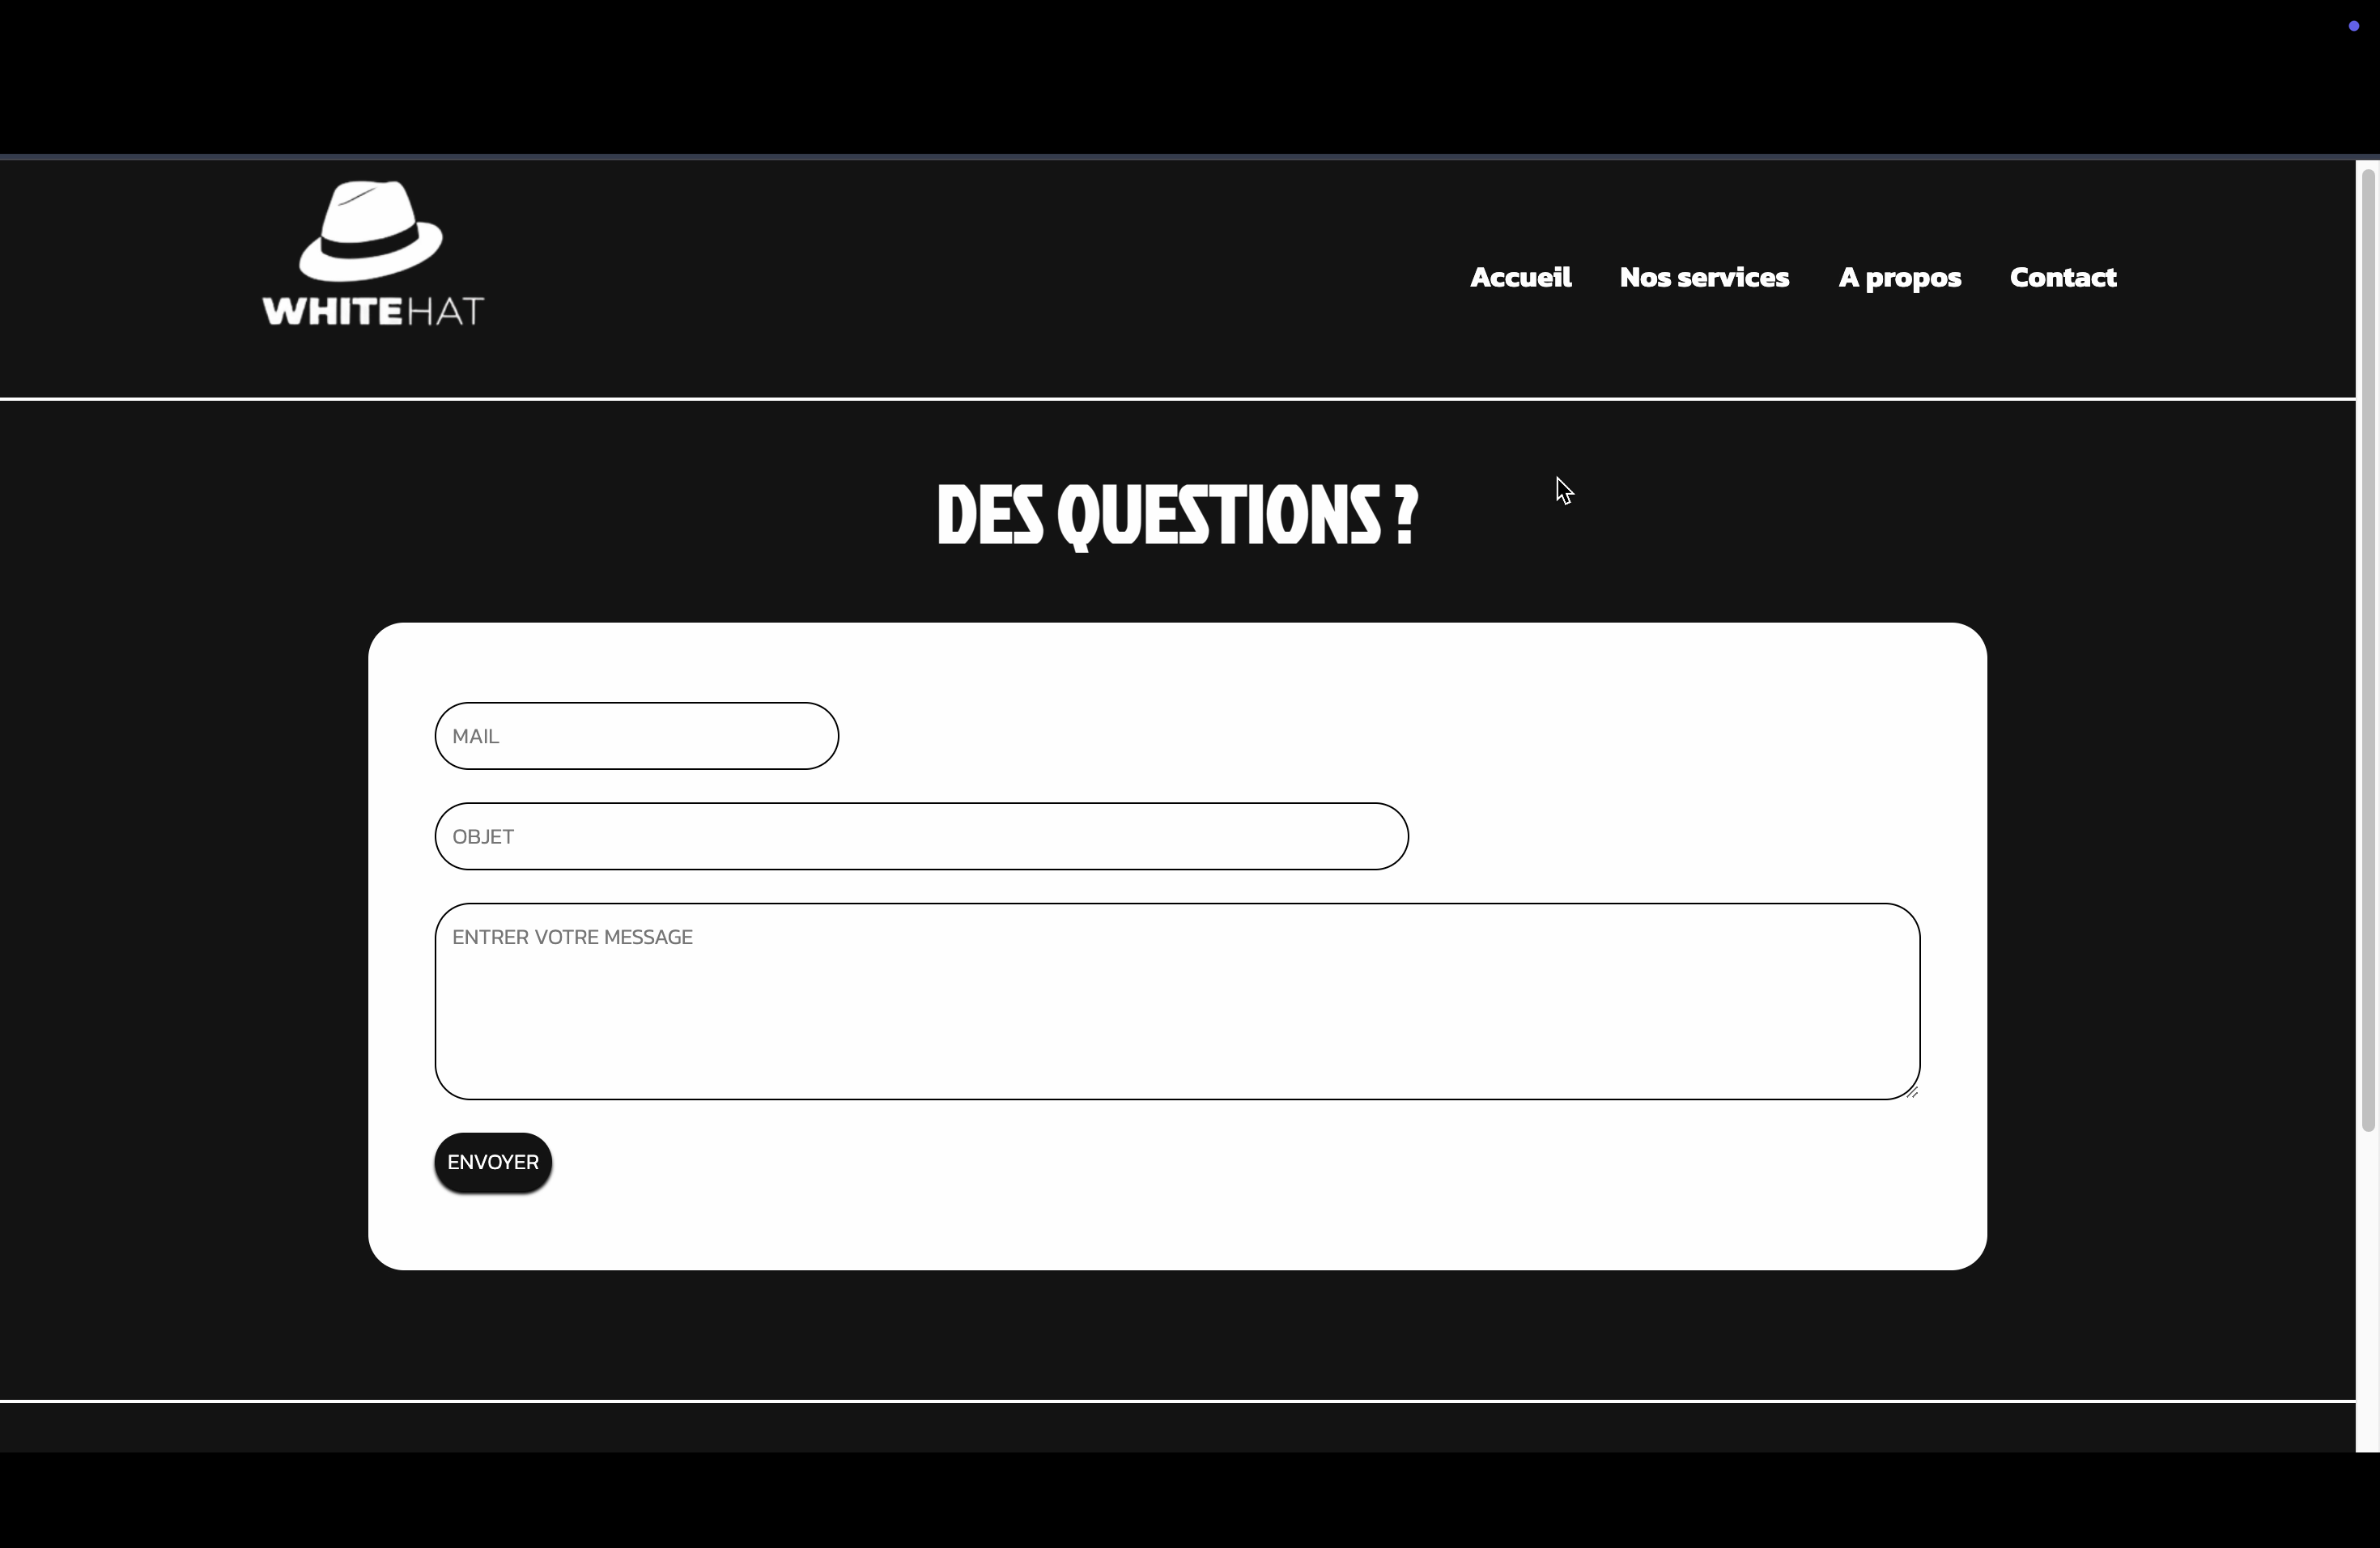 WHITEHAT
Accueil Nos services A propos Contact
DES QUESTIONS ?
MAIL
OBJET
ENTRER VOTRE MESSAGE
ENVOYER